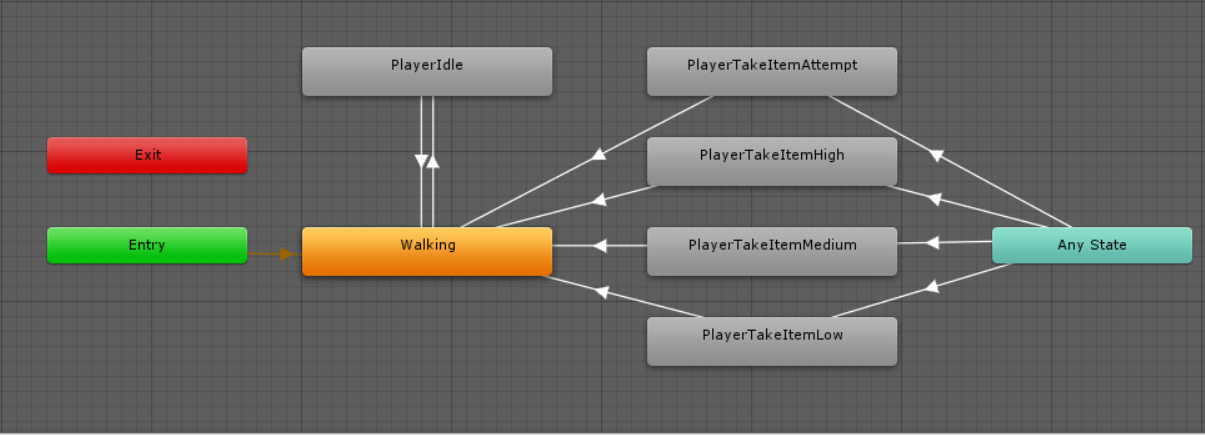 PlayerIdle
PlayerTakeItemAttempt
Exit
PlayerTakeItemHigh
Entry
Walking
PlayerTakeItemMedium
Any State
PlayerTakeItemLow